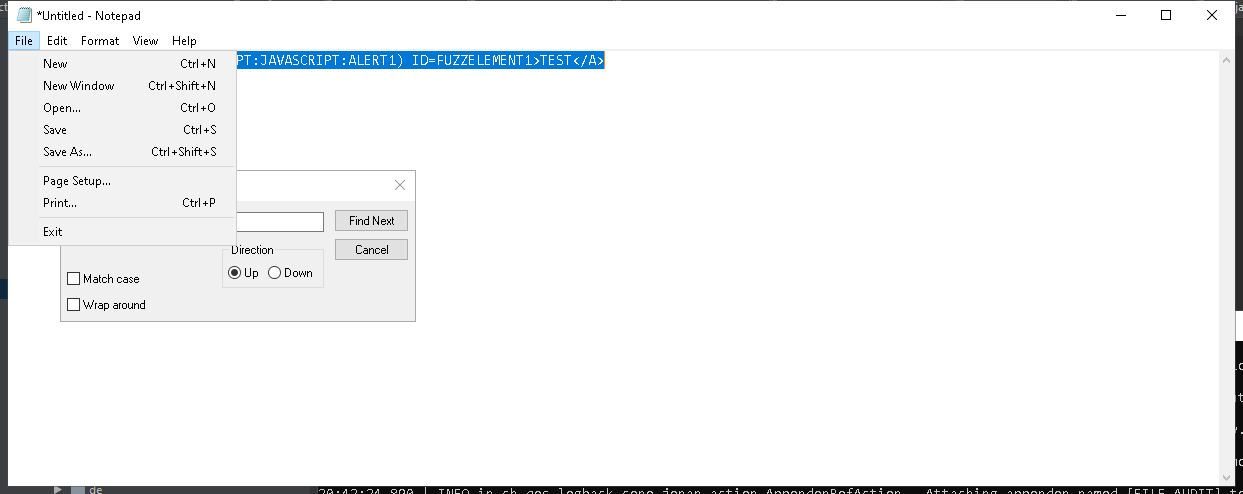 *Untitled - Notepad
File Edit Format View Help
PT:JAVASCRIPT:ALERT1) ID=FUZZELEMENT1>TEST</A>
New Ctrl+N
New Window Ctrl+Shift+N
Open... Ctrl+O
Save Ctrl+S
Save As... Ctrl+Shift+S
Page Setup...
Print... Ctrl+P
Exit
Find Next
Cancel
Direction
Up Down
Match case
Wrap around
de
20:42:24.890 | INFO in ch.qos.logback.core.joran.action.AppenderRefAction - Attaching appender named [FILE_AUDIT] t